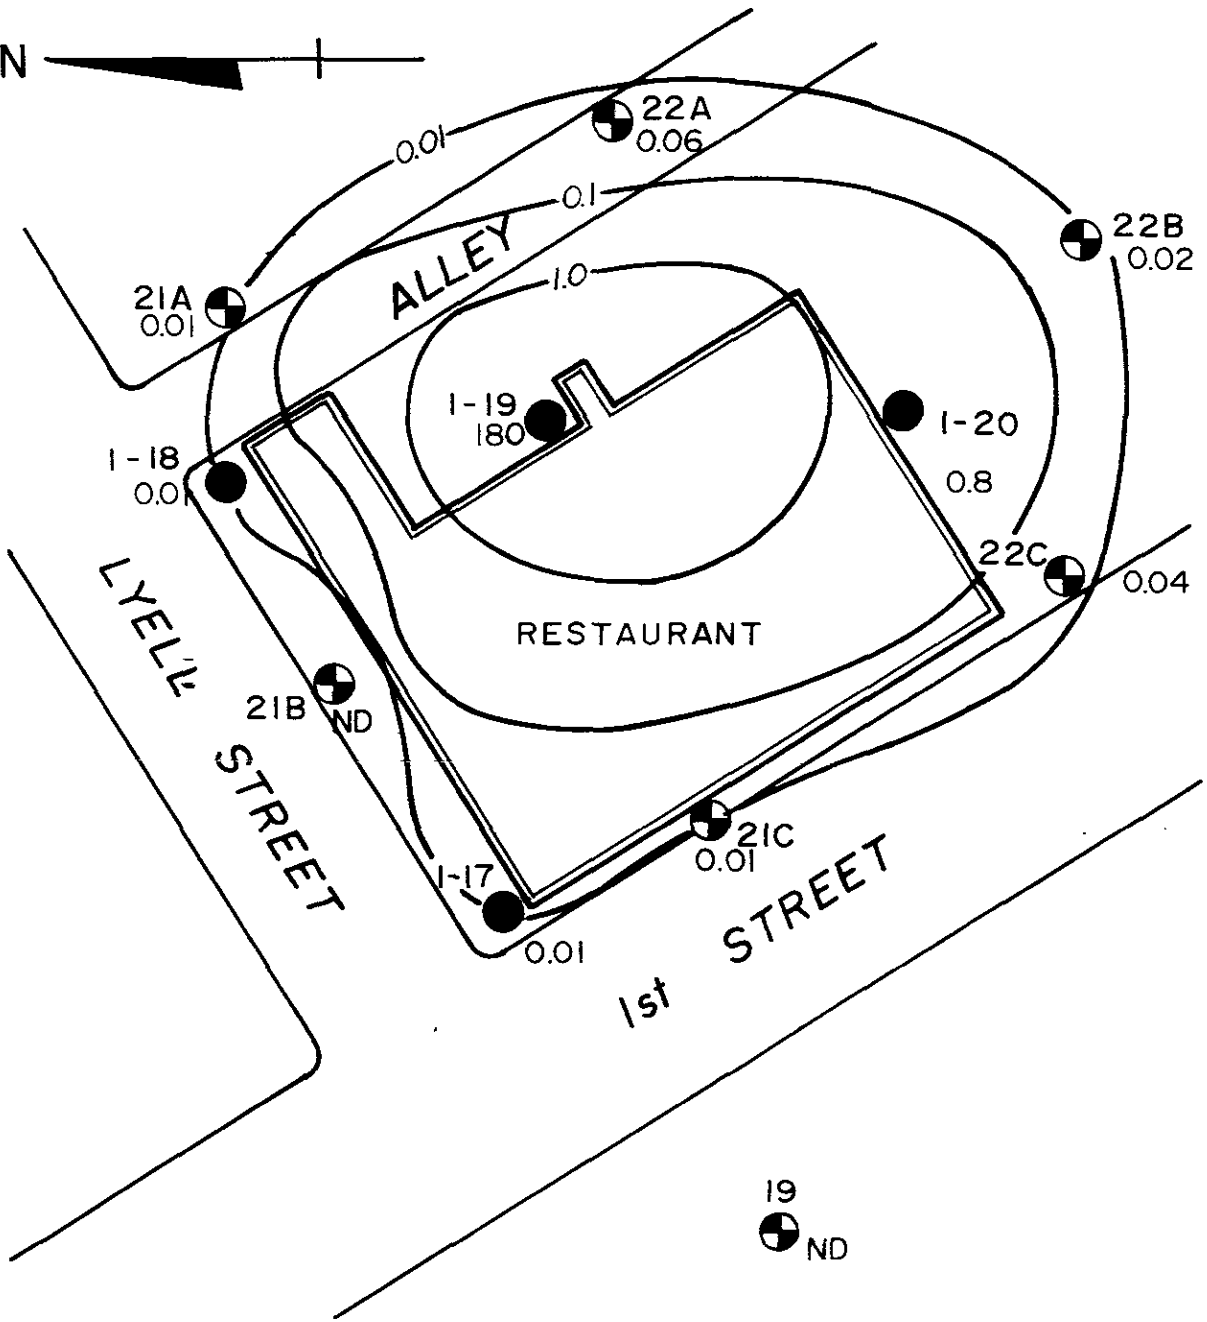 N
22A
0.06
0.01
0.1
22B
0.02
ALLEY
1.0
21A
0.01
1-19
180
1-20
0.8
1-18
0.01
22C
0.04
LYELL STREET
RESTAURANT
21B
ND
21C
0.01
1-17
0.01
1st STREET
19
ND